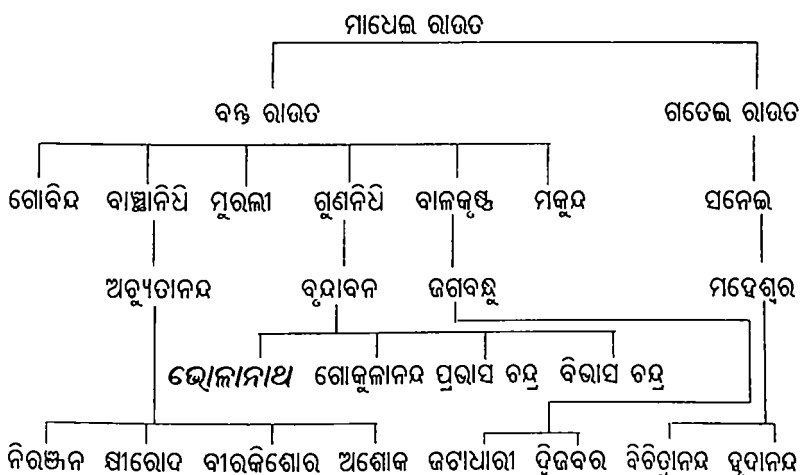 ମାଧେଇ ରାଉତ
ବନ୍ତ ରାଉତ ଗତେଇ ରାଉତ
ଗୋବିନ୍ଦ ବାଞ୍ଛାନିଧି ମୁରଲୀ ଗୁଣନିଧି ବାଳକୃଷ୍ଣ ମକୁନ୍ଦ ସନେଇ
ଅଚ୍ୟୁତାନନ୍ଦ ବୃନ୍ଦାବନ ଜଗବନ୍ଧୁ ମହେଶ୍ୱର
ଭୋଳାନାଥ ଗୋକୁଳାନନ୍ଦ ପ୍ରଭାସ ଚନ୍ଦ୍ର ବିଭାସ ଚନ୍ଦ୍ର
ନିରଞ୍ଜନ କ୍ଷୀରୋଦ ବୀରକିଶୋର ଅଶୋକ ଜଟାଧାରୀ ଦ୍ୱିଜବର ବିଚିତ୍ରାନନ୍ଦ ହୃଦାନନ୍ଦ